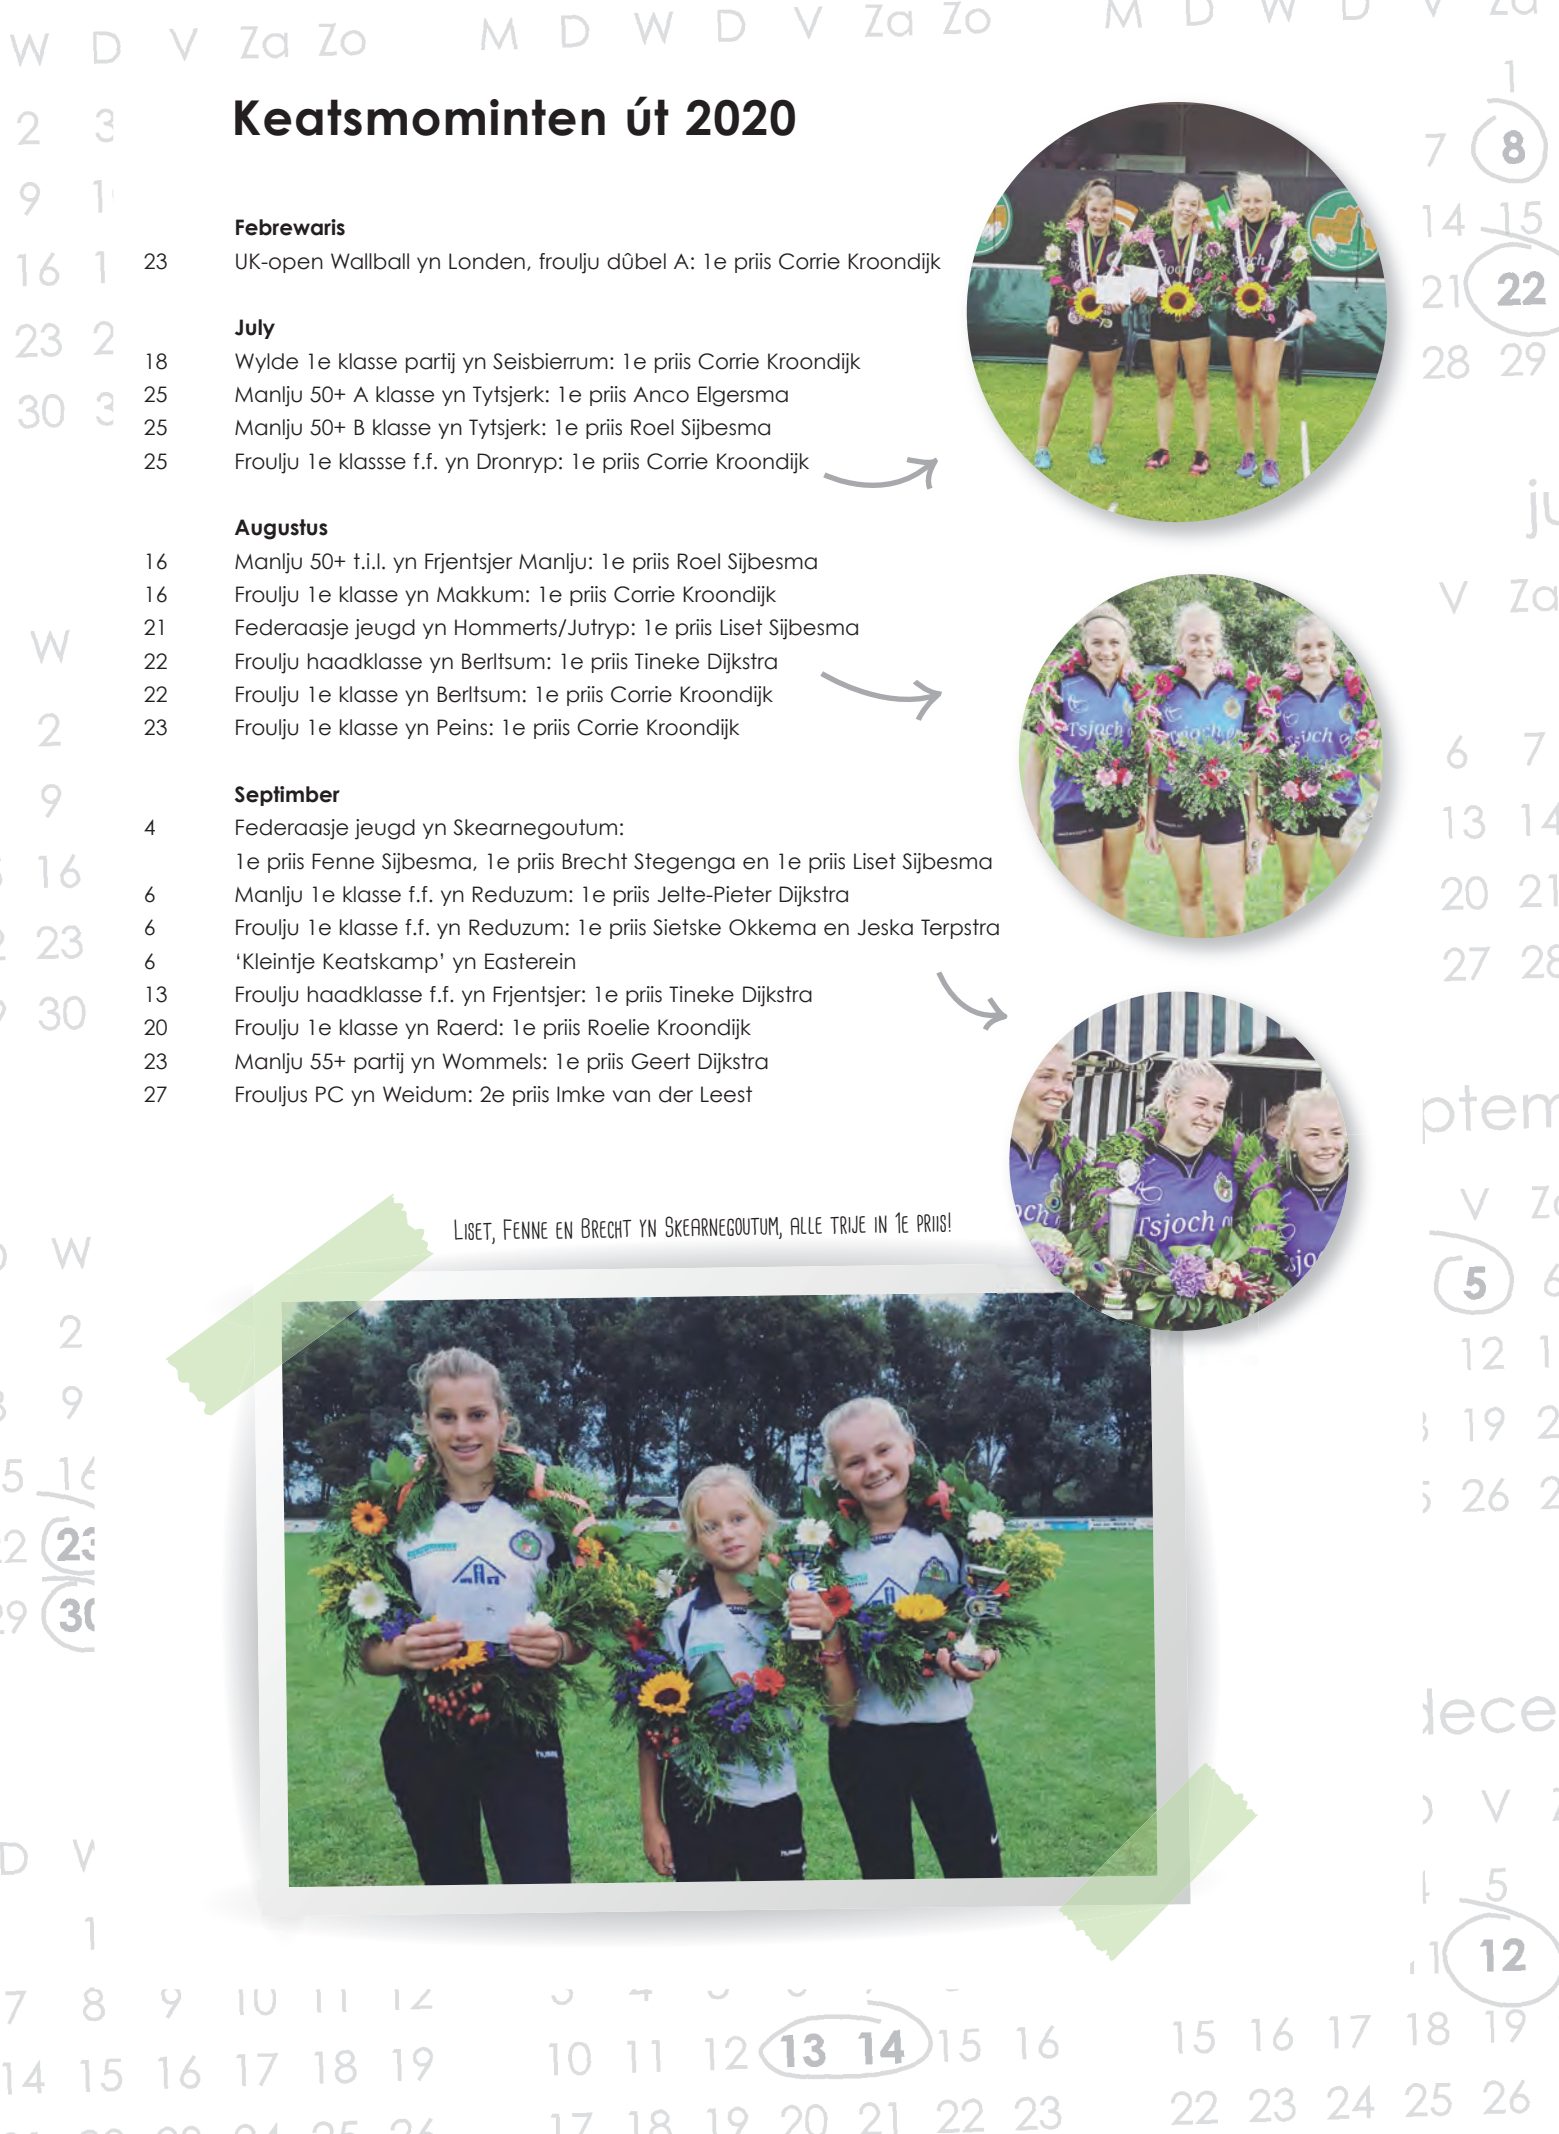 Keatsmominten út 2020
Febrewaris
23 UK-open Wallball yn Londen, froulju dûbel A: 1e priis Corrie Kroondijk
July
18 Wylde 1e klasse partij yn Seisbierrum: 1e priis Corrie Kroondijk
25 Manlju 50+ A klasse yn Tytsjerk: 1e priis Anco Elgersma
25 Manlju 50+ B klasse yn Tytsjerk: 1e priis Roel Sijbesma
25 Froulju 1e klassse f.f. yn Dronryp: 1e priis Corrie Kroondijk
Augustus
16 Manlju 50+ t.i.l. yn Frjentsjer Manlju: 1e priis Roel Sijbesma
16 Froulju 1e klasse yn Makkum: 1e priis Corrie Kroondijk
21 Federaasje jeugd yn Hommerts/Jutryp: 1e priis Liset Sijbesma
22 Froulju haadklasse yn Berltsum: 1e priis Tineke Dijkstra
22 Froulju 1e klasse yn Berltsum: 1e priis Corrie Kroondijk
23 Froulju 1e klasse yn Peins: 1e priis Corrie Kroondijk
Septimber
4 Federaasje jeugd yn Skearnegoutum:
1e priis Fenne Sijbesma, 1e priis Brecht Stegenga en 1e priis Liset Sijbesma
6 Manlju 1e klasse f.f. yn Reduzum: 1e priis Jelte-Pieter Dijkstra
6 Froulju 1e klasse f.f. yn Reduzum: 1e priis Sietske Okkema en Jeska Terpstra
6 ‘Kleintje Keatskamp’ yn Easterein
13 Froulju haadklasse f.f. yn Frjentsjer: 1e priis Tineke Dijkstra
20 Froulju 1e klasse yn Raerd: 1e priis Roelie Kroondijk
23 Manlju 55+ partij yn Wommels: 1e priis Geert Dijkstra
27 Frouljus PC yn Weidum: 2e priis Imke van der Leest
Liset, Fenne en Brecht yn Skearnegoutum, alle trije in 1e priis!